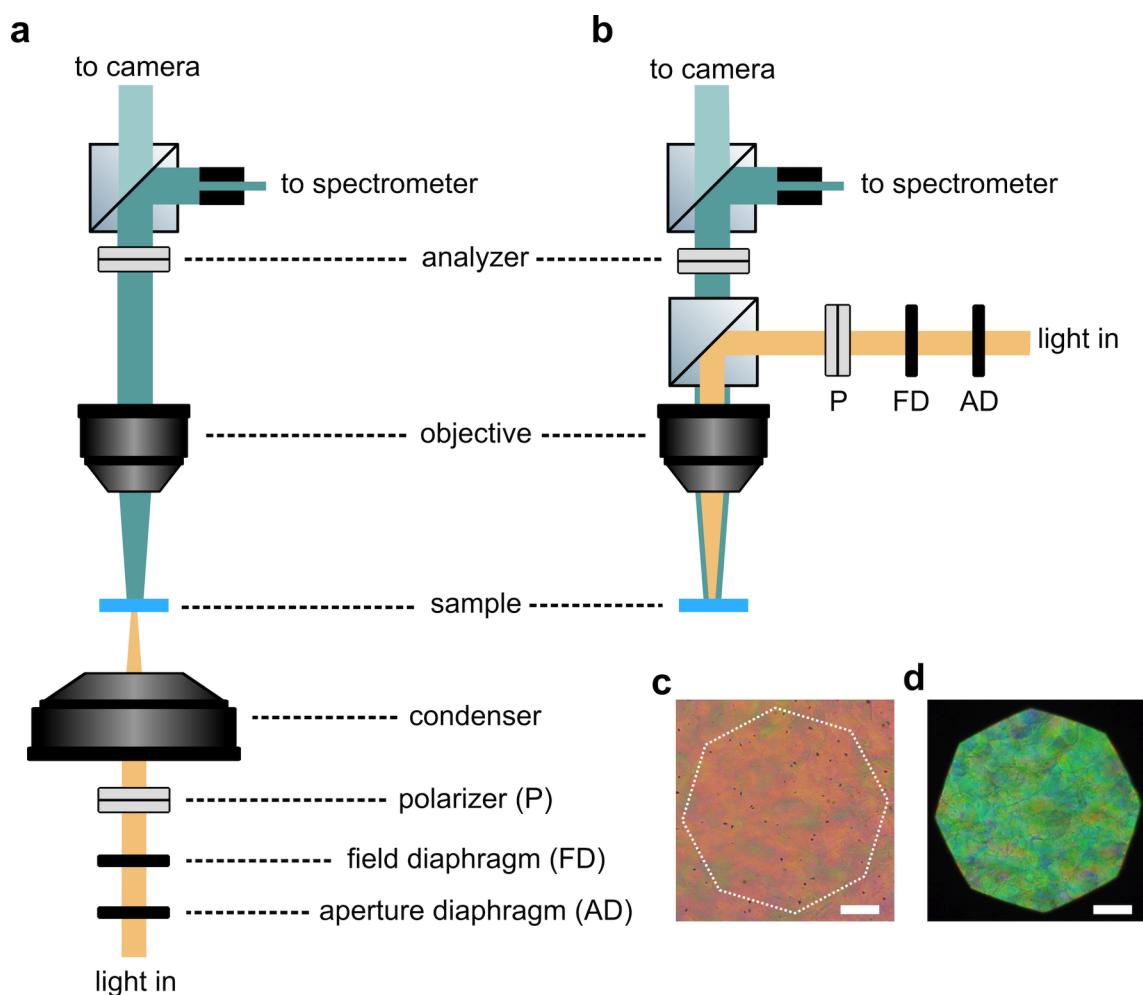 a
b
to camera
to camera
to spectrometer
to spectrometer
analyzer
light in
P
FD
AD
objective
sample
c
d
condenser
polarizer (P)
field diaphragm (FD)
aperture diaphragm (AD)
light in